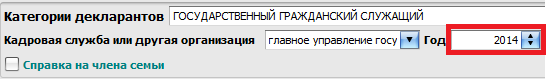 Категории декларантов ГОСУДАРСТВЕННЫЙ ГРАЖДАНСКИЙ СЛУЖАЩИЙ
Кадровая служба или другая организация главное управление госу Год 2014
Справка на члена семьи